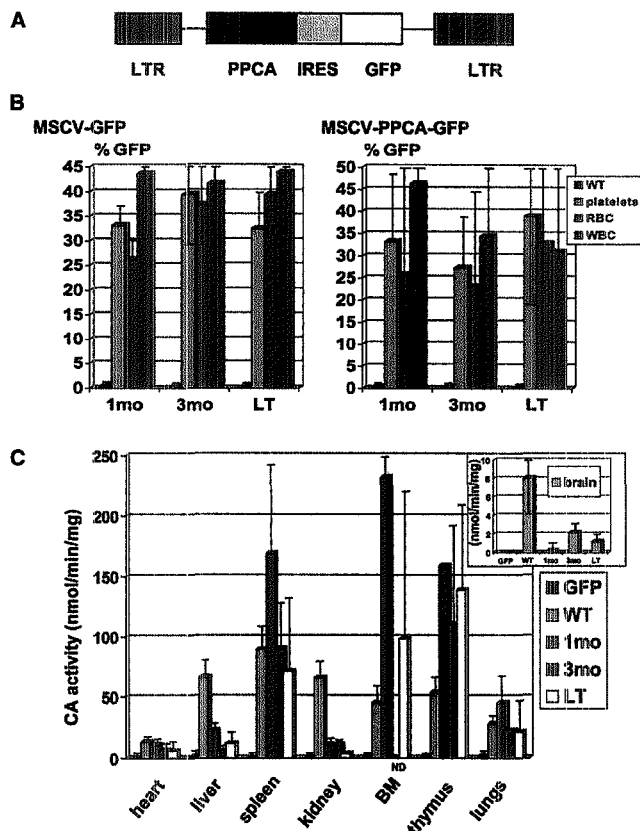 A
LTR PPCA IRES GFP LTR
B
MSCV-GFP
% GFP
45
40
35
30
25
20
15
10
5
0
1mo 3mo LT
MSCV-PPCA-GFP
% GFP
50
45
40
35
30
25
20
15
10
5
0
1mo 3mo LT
WT
platelets
RBC
WBC
C
CA activity (nmol/min/mg)
250
200
150
100
50
0
heart liver spleen kidney BM thymus lungs
ND
(nmol/min/mg)
10
8
6
4
2
0
brain
GFP WT 1mo 3mo LT
GFP
WT
1mo
3mo
LT